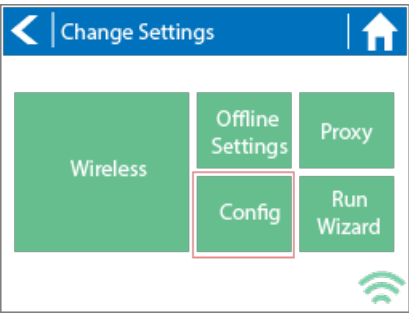 Change Settings
Wireless
Offline
Settings
Proxy
Config
Run
Wizard